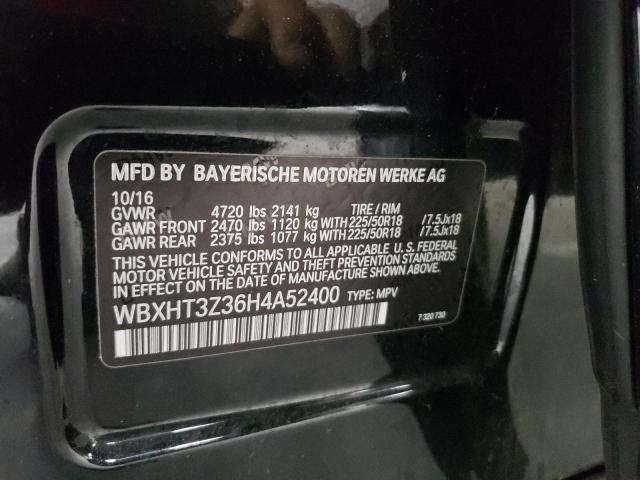 MFD BY BAYERISCHE MOTOREN WERKE AG
10/16
GVWR 4720 lbs 2141 kg TIRE / RIM
GAWR FRONT 2470 lbs 1120 kg WITH 225/50R18 /7.5Jx18
GAWR REAR 2375 lbs 1077 kg WITH 225/50R18 /7.5Jx18
THIS VEHICLE CONFORMS TO ALL APPLICABLE U. S. FEDERAL
MOTOR VEHICLE SAFETY, BUMPER, AND THEFT PREVENTION STANDARDS
IN EFFECT ON THE DATE OF MANUFACTURE SHOWN ABOVE.
WBXHT3Z36H4A52400 TYPE: MPV
7 320 730